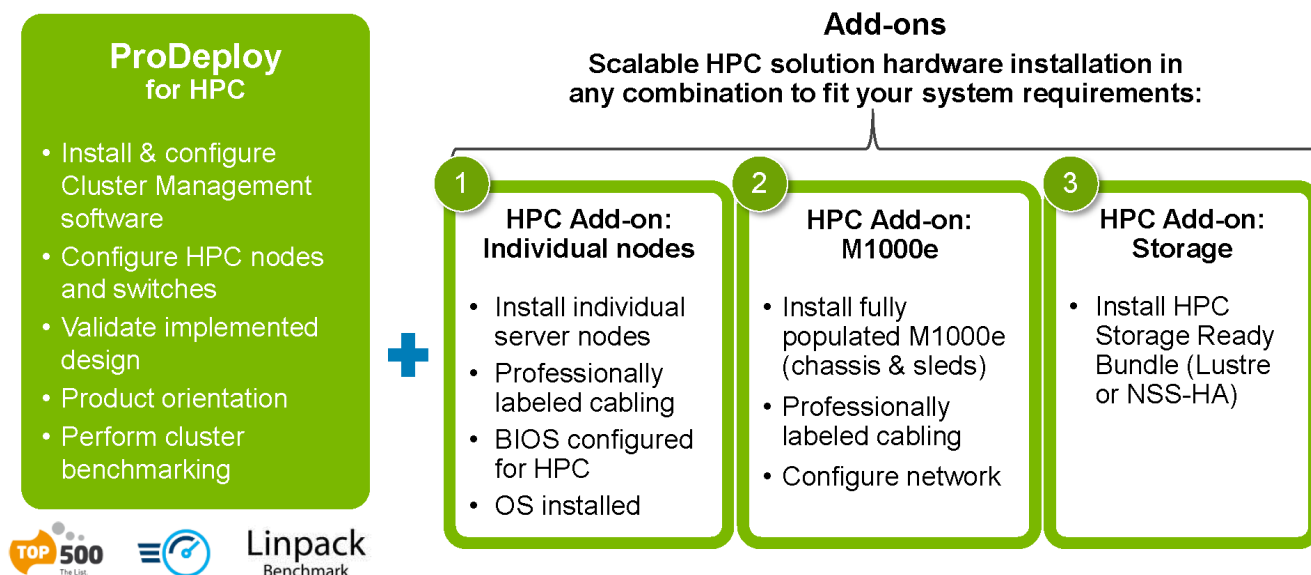 ProDeploy
for HPC
• Install & configure
Cluster Management
software
• Configure HPC nodes
and switches
• Validate implemented
design
• Product orientation
• Perform cluster
benchmarking
TOP 500
The List.
Linpack
Benchmark
Add-ons
Scalable HPC solution hardware installation in
any combination to fit your system requirements:
1
HPC Add-on:
Individual nodes
• Install individual
server nodes
• Professionally
labeled cabling
• BIOS configured
for HPC
• OS installed
2
HPC Add-on:
M1000e
• Install fully
populated M1000e
(chassis & sleds)
• Professionally
labeled cabling
• Configure network
3
HPC Add-on:
Storage
• Install HPC
Storage Ready
Bundle (Lustre
or NSS-HA)